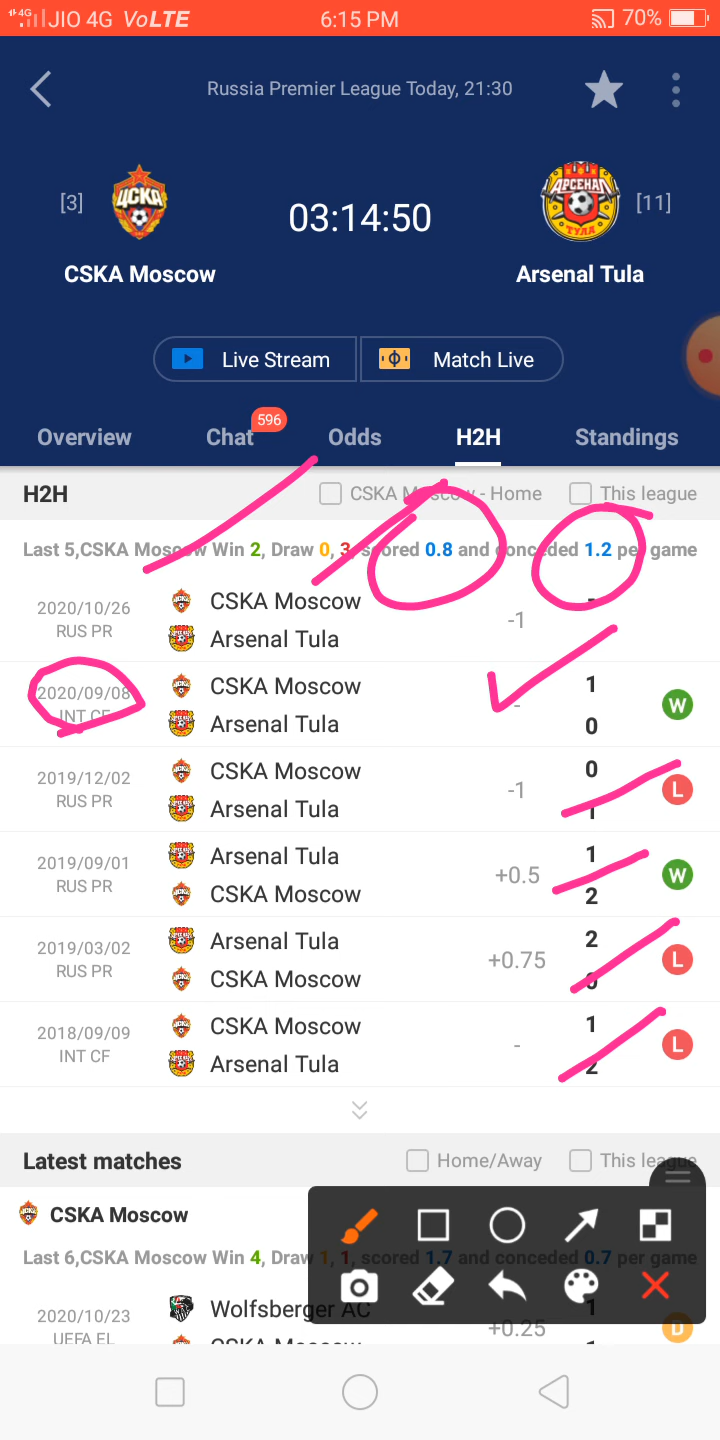 4G JIO 4G VoLTE 6:15 PM 70%
Russia Premier League Today, 21:30
[3] ЦСКА 03:14:50 АРСЕНАЛ ТУЛА [11]
CSKA Moscow Arsenal Tula
Live Stream Match Live
Overview Chat 596 Odds H2H Standings
H2H CSKA Moscow - Home This league
Last 5,CSKA Moscow Win 2, Draw 0, 3, scored 0.8 and conceded 1.2 per game
2020/10/26 RUS PR
CSKA Moscow -
Arsenal Tula
-1
2020/09/08 INT CF
CSKA Moscow 1
Arsenal Tula 0
- W
2019/12/02 RUS PR
CSKA Moscow 0
Arsenal Tula 1
-1 L
2019/09/01 RUS PR
Arsenal Tula 1
CSKA Moscow 2
+0.5 W
2019/03/02 RUS PR
Arsenal Tula 2
CSKA Moscow 0
+0.75 L
2018/09/09 INT CF
CSKA Moscow 1
Arsenal Tula 2
- L
Latest matches Home/Away This league
CSKA Moscow
Last 6,CSKA Moscow Win 4, Draw 1, 1, scored 1.7 and conceded 0.7 per game
2020/10/23 UEFA EL
Wolfsberger AC 1
CSKA Moscow
+0.25 D